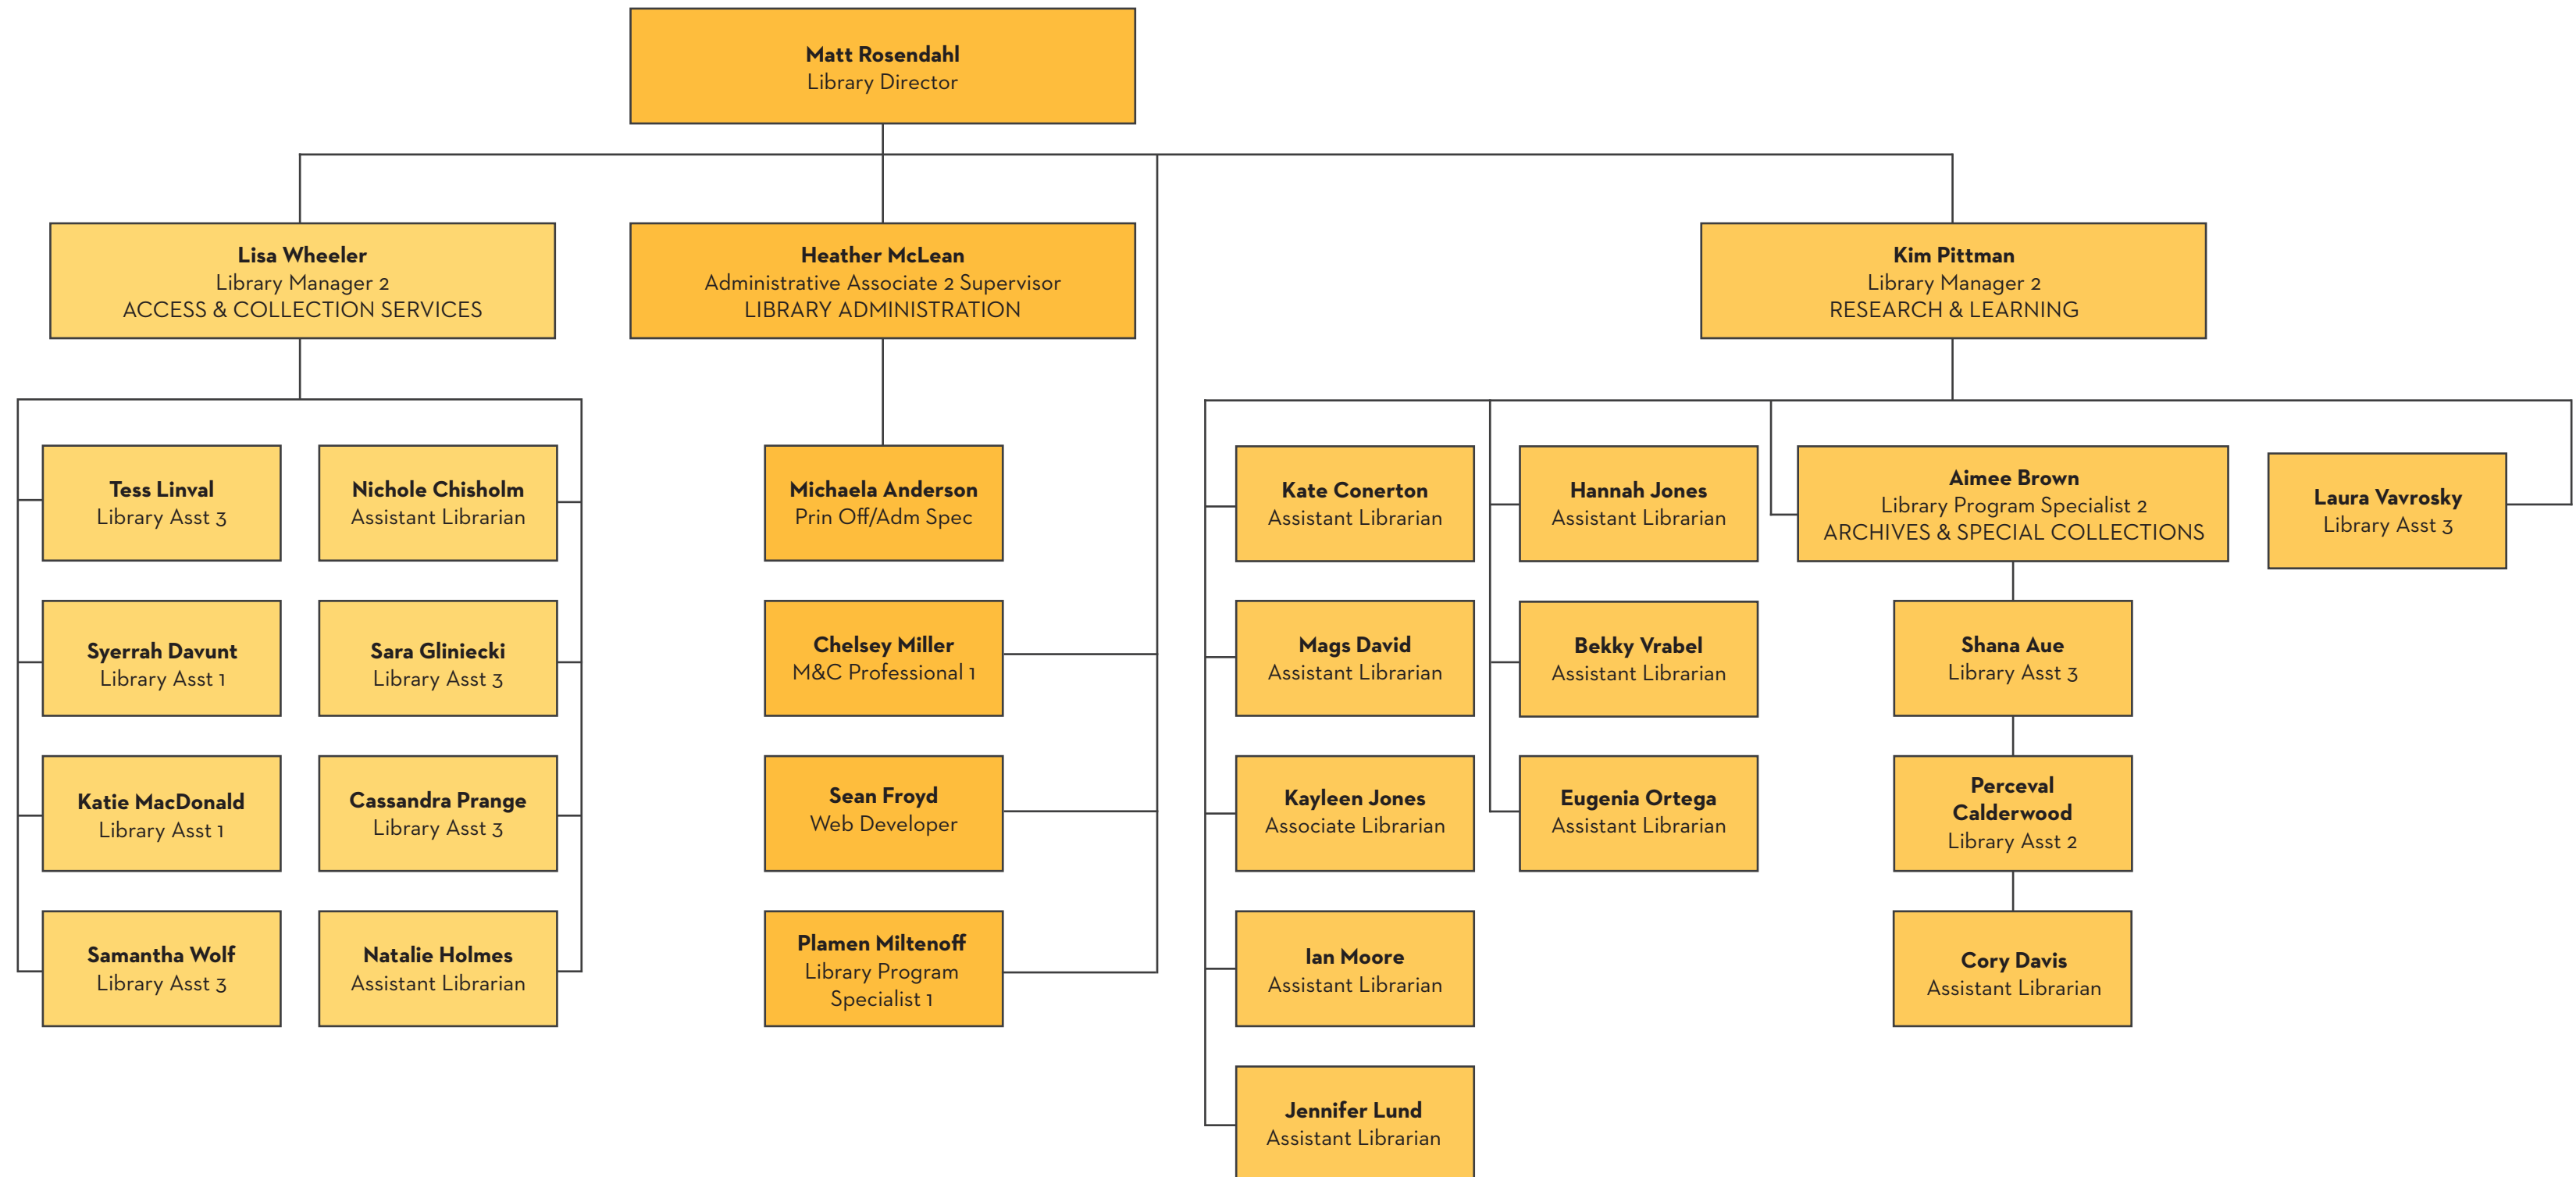 Matt Rosendahl
Library Director
Lisa Wheeler
Library Manager 2
ACCESS & COLLECTION SERVICES
Heather McLean
Administrative Associate 2 Supervisor
LIBRARY ADMINISTRATION
Kim Pittman
Library Manager 2
RESEARCH & LEARNING
Tess Linval
Library Asst 3
Nichole Chisholm
Assistant Librarian
Syerrah Davunt
Library Asst 1
Sara Gliniecki
Library Asst 3
Katie MacDonald
Library Asst 1
Cassandra Prange
Library Asst 3
Samantha Wolf
Library Asst 3
Natalie Holmes
Assistant Librarian
Michaela Anderson
Prin Off/Adm Spec
Chelsey Miller
M&C Professional 1
Sean Froyd
Web Developer
Plamen Miltenoff
Library Program
Specialist 1
Kate Conerton
Assistant Librarian
Mags David
Assistant Librarian
Kayleen Jones
Associate Librarian
Ian Moore
Assistant Librarian
Jennifer Lund
Assistant Librarian
Hannah Jones
Assistant Librarian
Bekky Vrabel
Assistant Librarian
Eugenia Ortega
Assistant Librarian
Aimee Brown
Library Program Specialist 2
ARCHIVES & SPECIAL COLLECTIONS
Shana Aue
Library Asst 3
Perceval
Calderwood
Library Asst 2
Cory Davis
Assistant Librarian
Laura Vavrosky
Library Asst 3